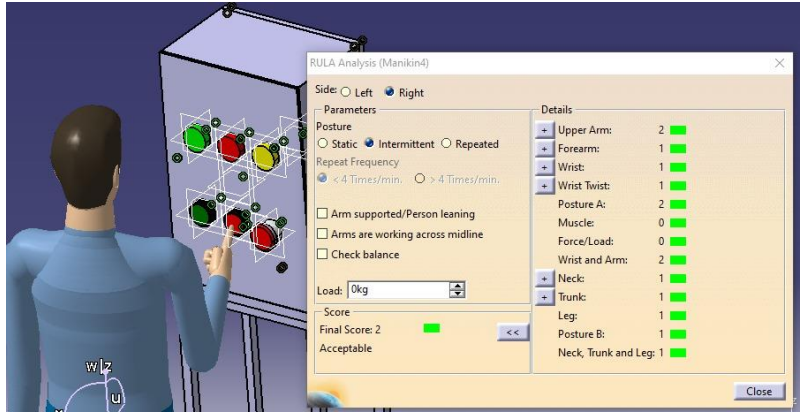 RULA Analysis (Manikin4)
Side: Left Right
Parameters
Posture
Static Intermittent Repeated
Repeat Frequency
< 4 Times/min. > 4 Times/min.
Arm supported/Person leaning
Arms are working across midline
Check balance
Load: 0kg
Score
Final Score: 2
<<
Acceptable
Details
+ Upper Arm: 2
+ Forearm: 1
+ Wrist: 1
+ Wrist Twist: 1
Posture A: 2
Muscle: 0
Force/Load: 0
Wrist and Arm: 2
+ Neck: 1
+ Trunk: 1
Leg: 1
Posture B: 1
Neck, Trunk and Leg: 1
Close
w|z
u